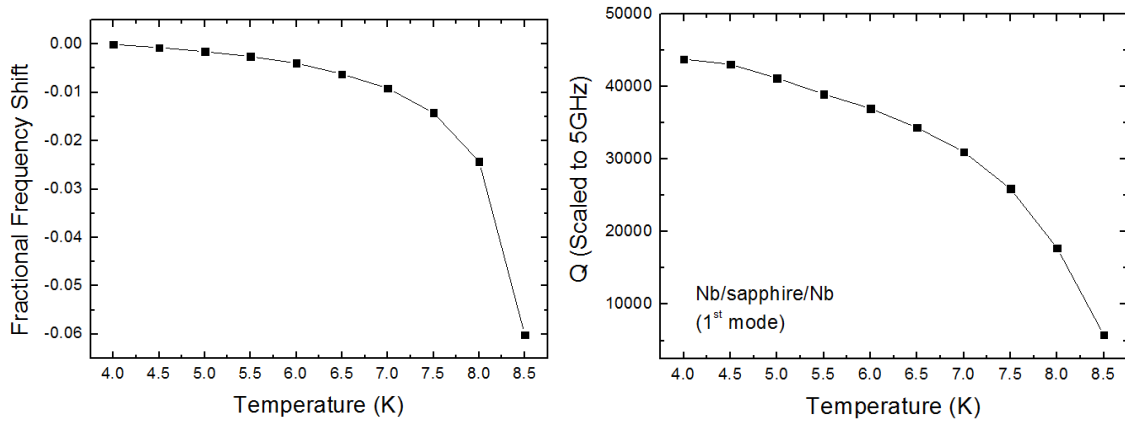 Fractional Frequency Shift
0.00
-0.01
-0.02
-0.03
-0.04
-0.05
-0.06
4.0 4.5 5.0 5.5 6.0 6.5 7.0 7.5 8.0 8.5
Temperature (K)
Q (Scaled to 5GHz)
50000
40000
30000
20000
10000
Nb/sapphire/Nb
(1st mode)
4.0 4.5 5.0 5.5 6.0 6.5 7.0 7.5 8.0 8.5
Temperature (K)